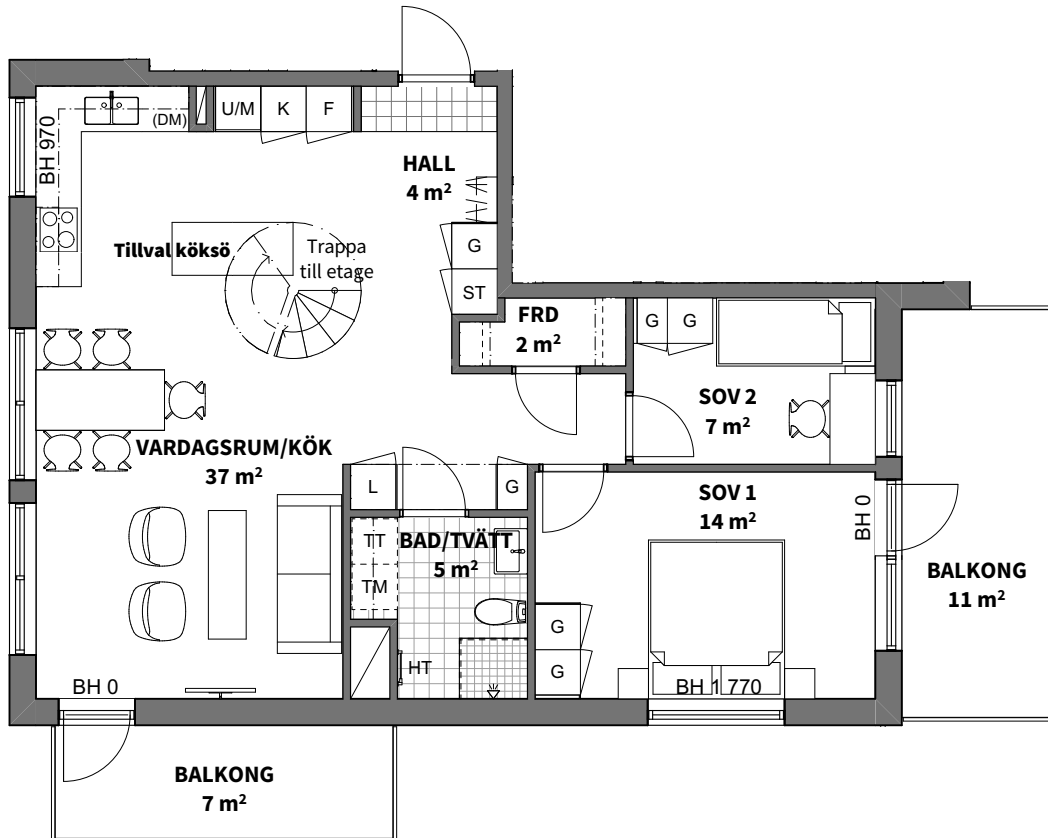 U/M
K
F
(DM)
BH 970
HALL
4 m²
Tillval köksö
Trappa
till etage
G
ST
FRD
2 m²
G
G
SOV 2
7 m²
VARDAGSRUM/KÖK
37 m²
L
G
SOV 1
14 m²
BH 0
TT
BAD/TVÄTT
5 m²
TM
BALKONG
11 m²
G
G
HT
BH 0
BH 1 770
BALKONG
7 m²